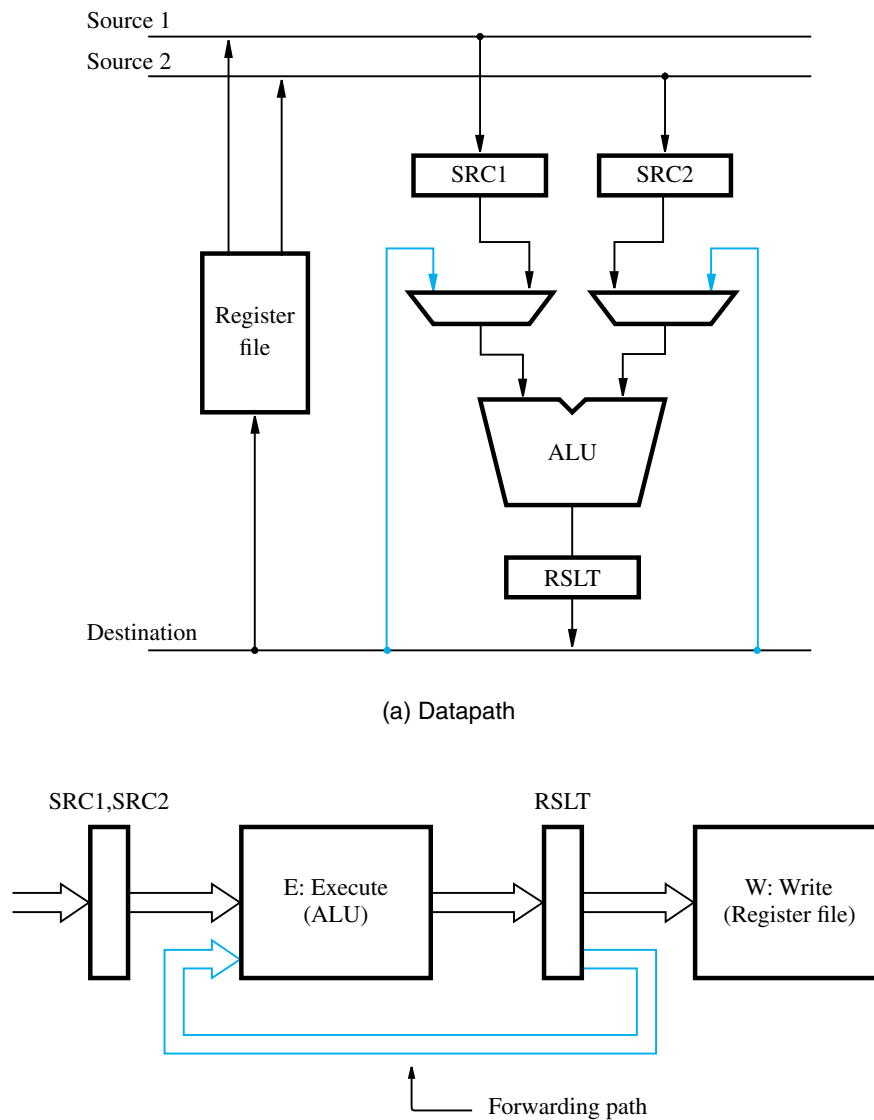 Source 1
Source 2
SRC1
SRC2
Register
file
ALU
RSLT
Destination
(a) Datapath
SRC1,SRC2
RSLT
E: Execute
(ALU)
W: Write
(Register file)
Forwarding path